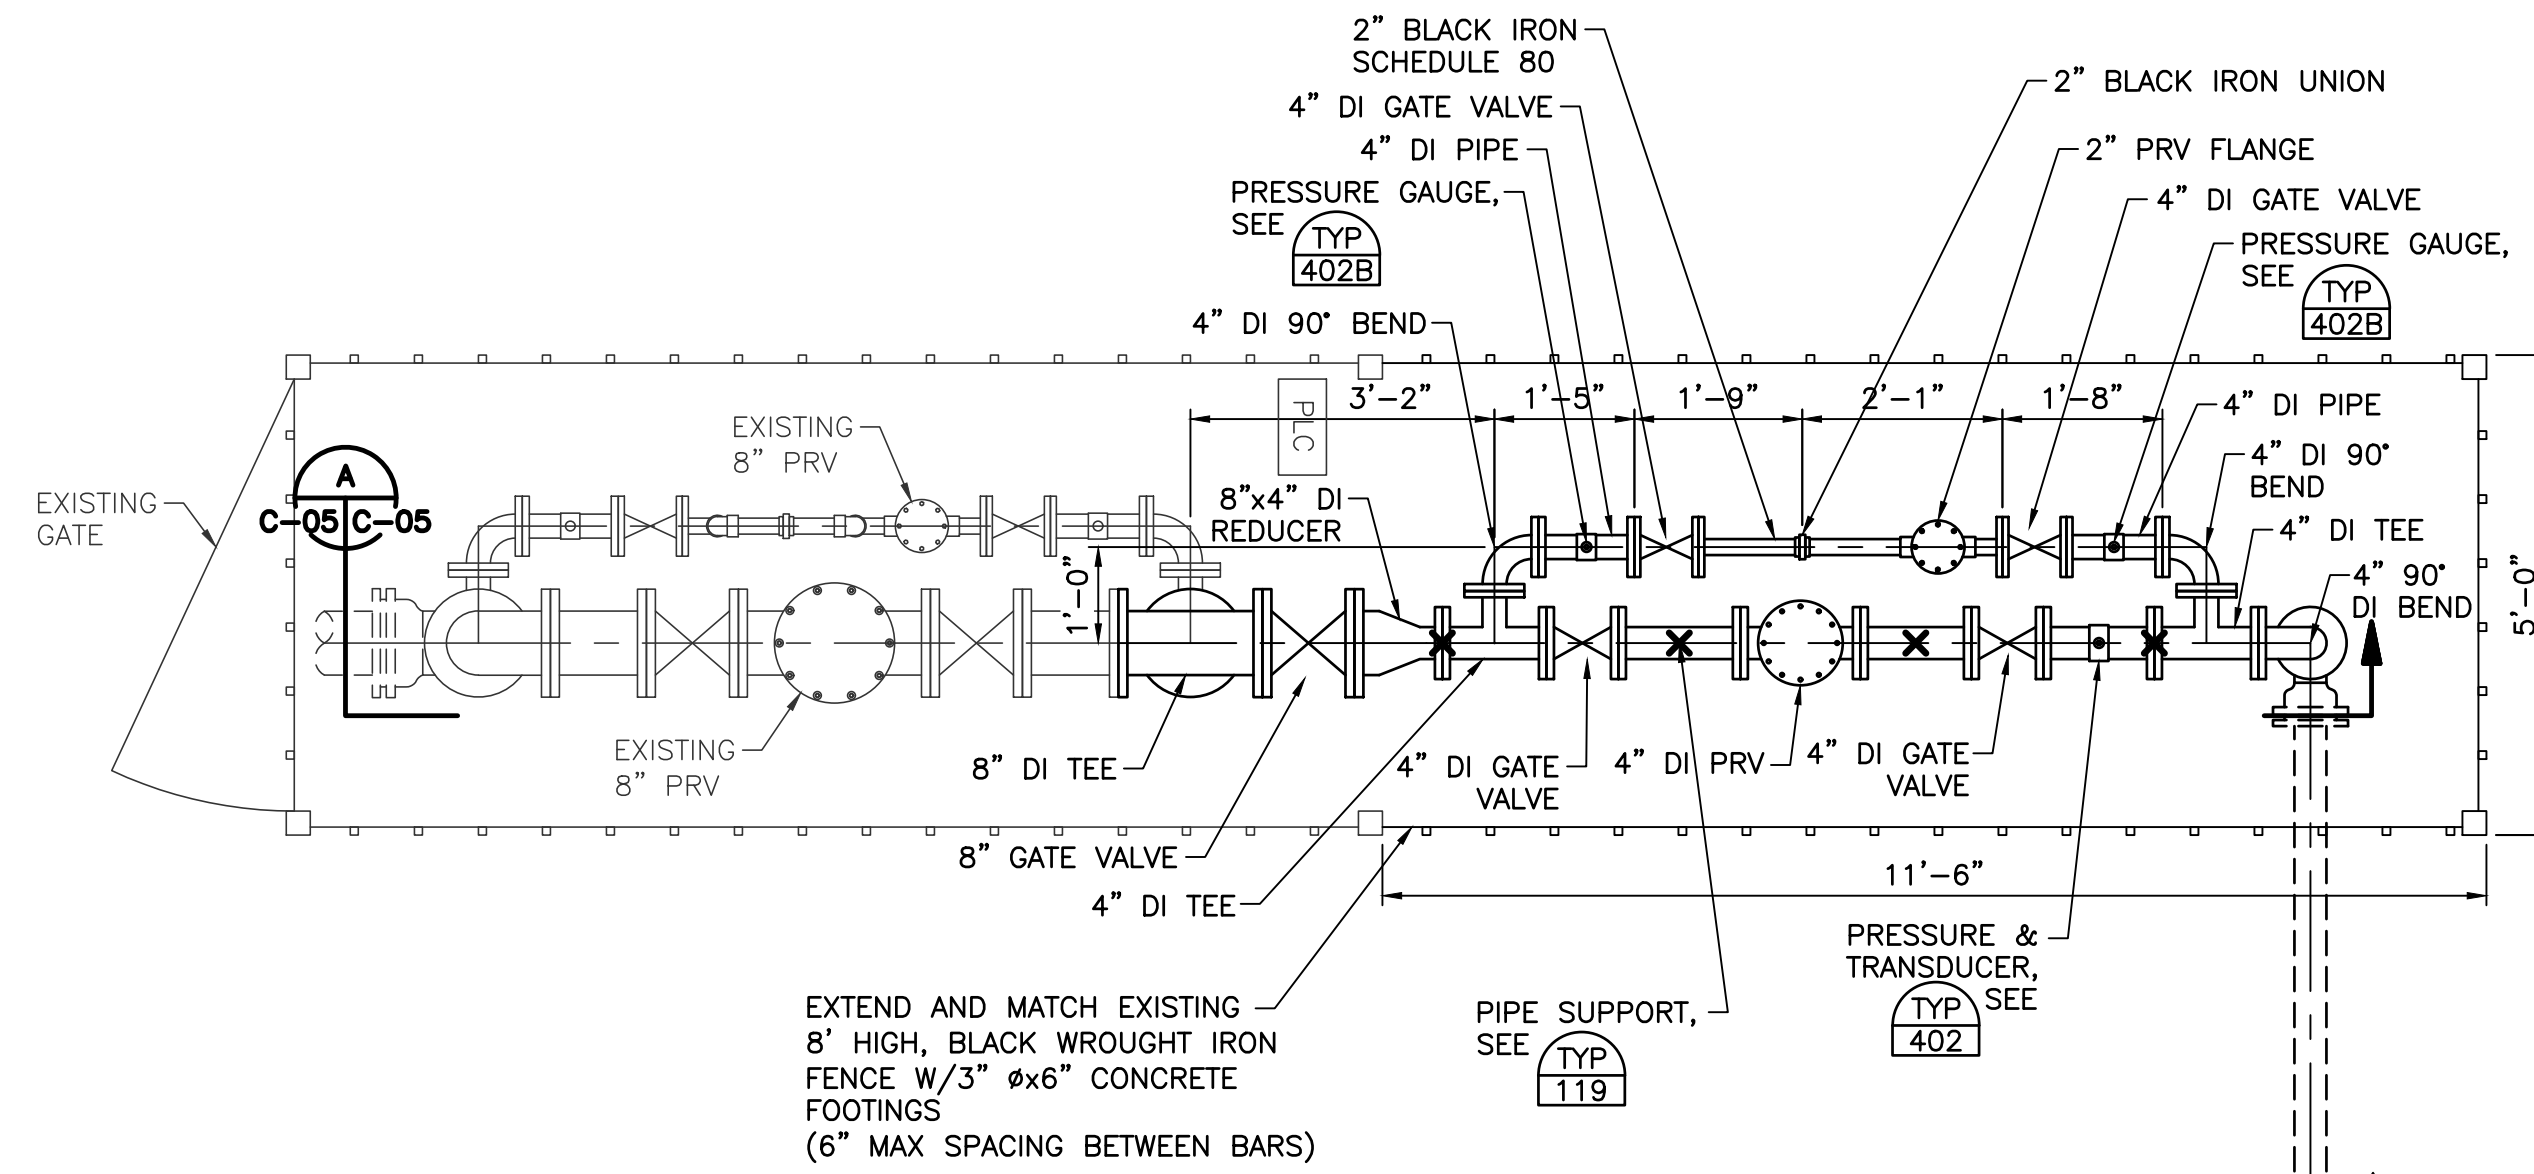 2” BLACK IRON
SCHEDULE 80
4” DI GATE VALVE
4” DI PIPE
PRESSURE GAUGE,
SEE
TYP
402B
4” DI 90° BEND
2” BLACK IRON UNION
2” PRV FLANGE
4” DI GATE VALVE
PRESSURE GAUGE,
SEE
TYP
402B
3’-2”
1’-5”
1’-9”
2’-1”
1’-8”
4” DI PIPE
4” DI 90°
BEND
4” DI TEE
4” 90°
DI BEND
5’-0”
PLC
EXISTING
8” PRV
8”x4” DI
REDUCER
1’-0”
EXISTING
GATE
A
C-05
C-05
EXISTING
8” PRV
8” DI TEE
8” GATE VALVE
4” DI TEE
4” DI GATE
VALVE
4” DI PRV
4” DI GATE
VALVE
11’-6”
EXTEND AND MATCH EXISTING
8’ HIGH, BLACK WROUGHT IRON
FENCE W/3” øx6” CONCRETE
FOOTINGS
(6” MAX SPACING BETWEEN BARS)
PIPE SUPPORT,
SEE
TYP
119
PRESSURE &
TRANSDUCER,
SEE
TYP
402